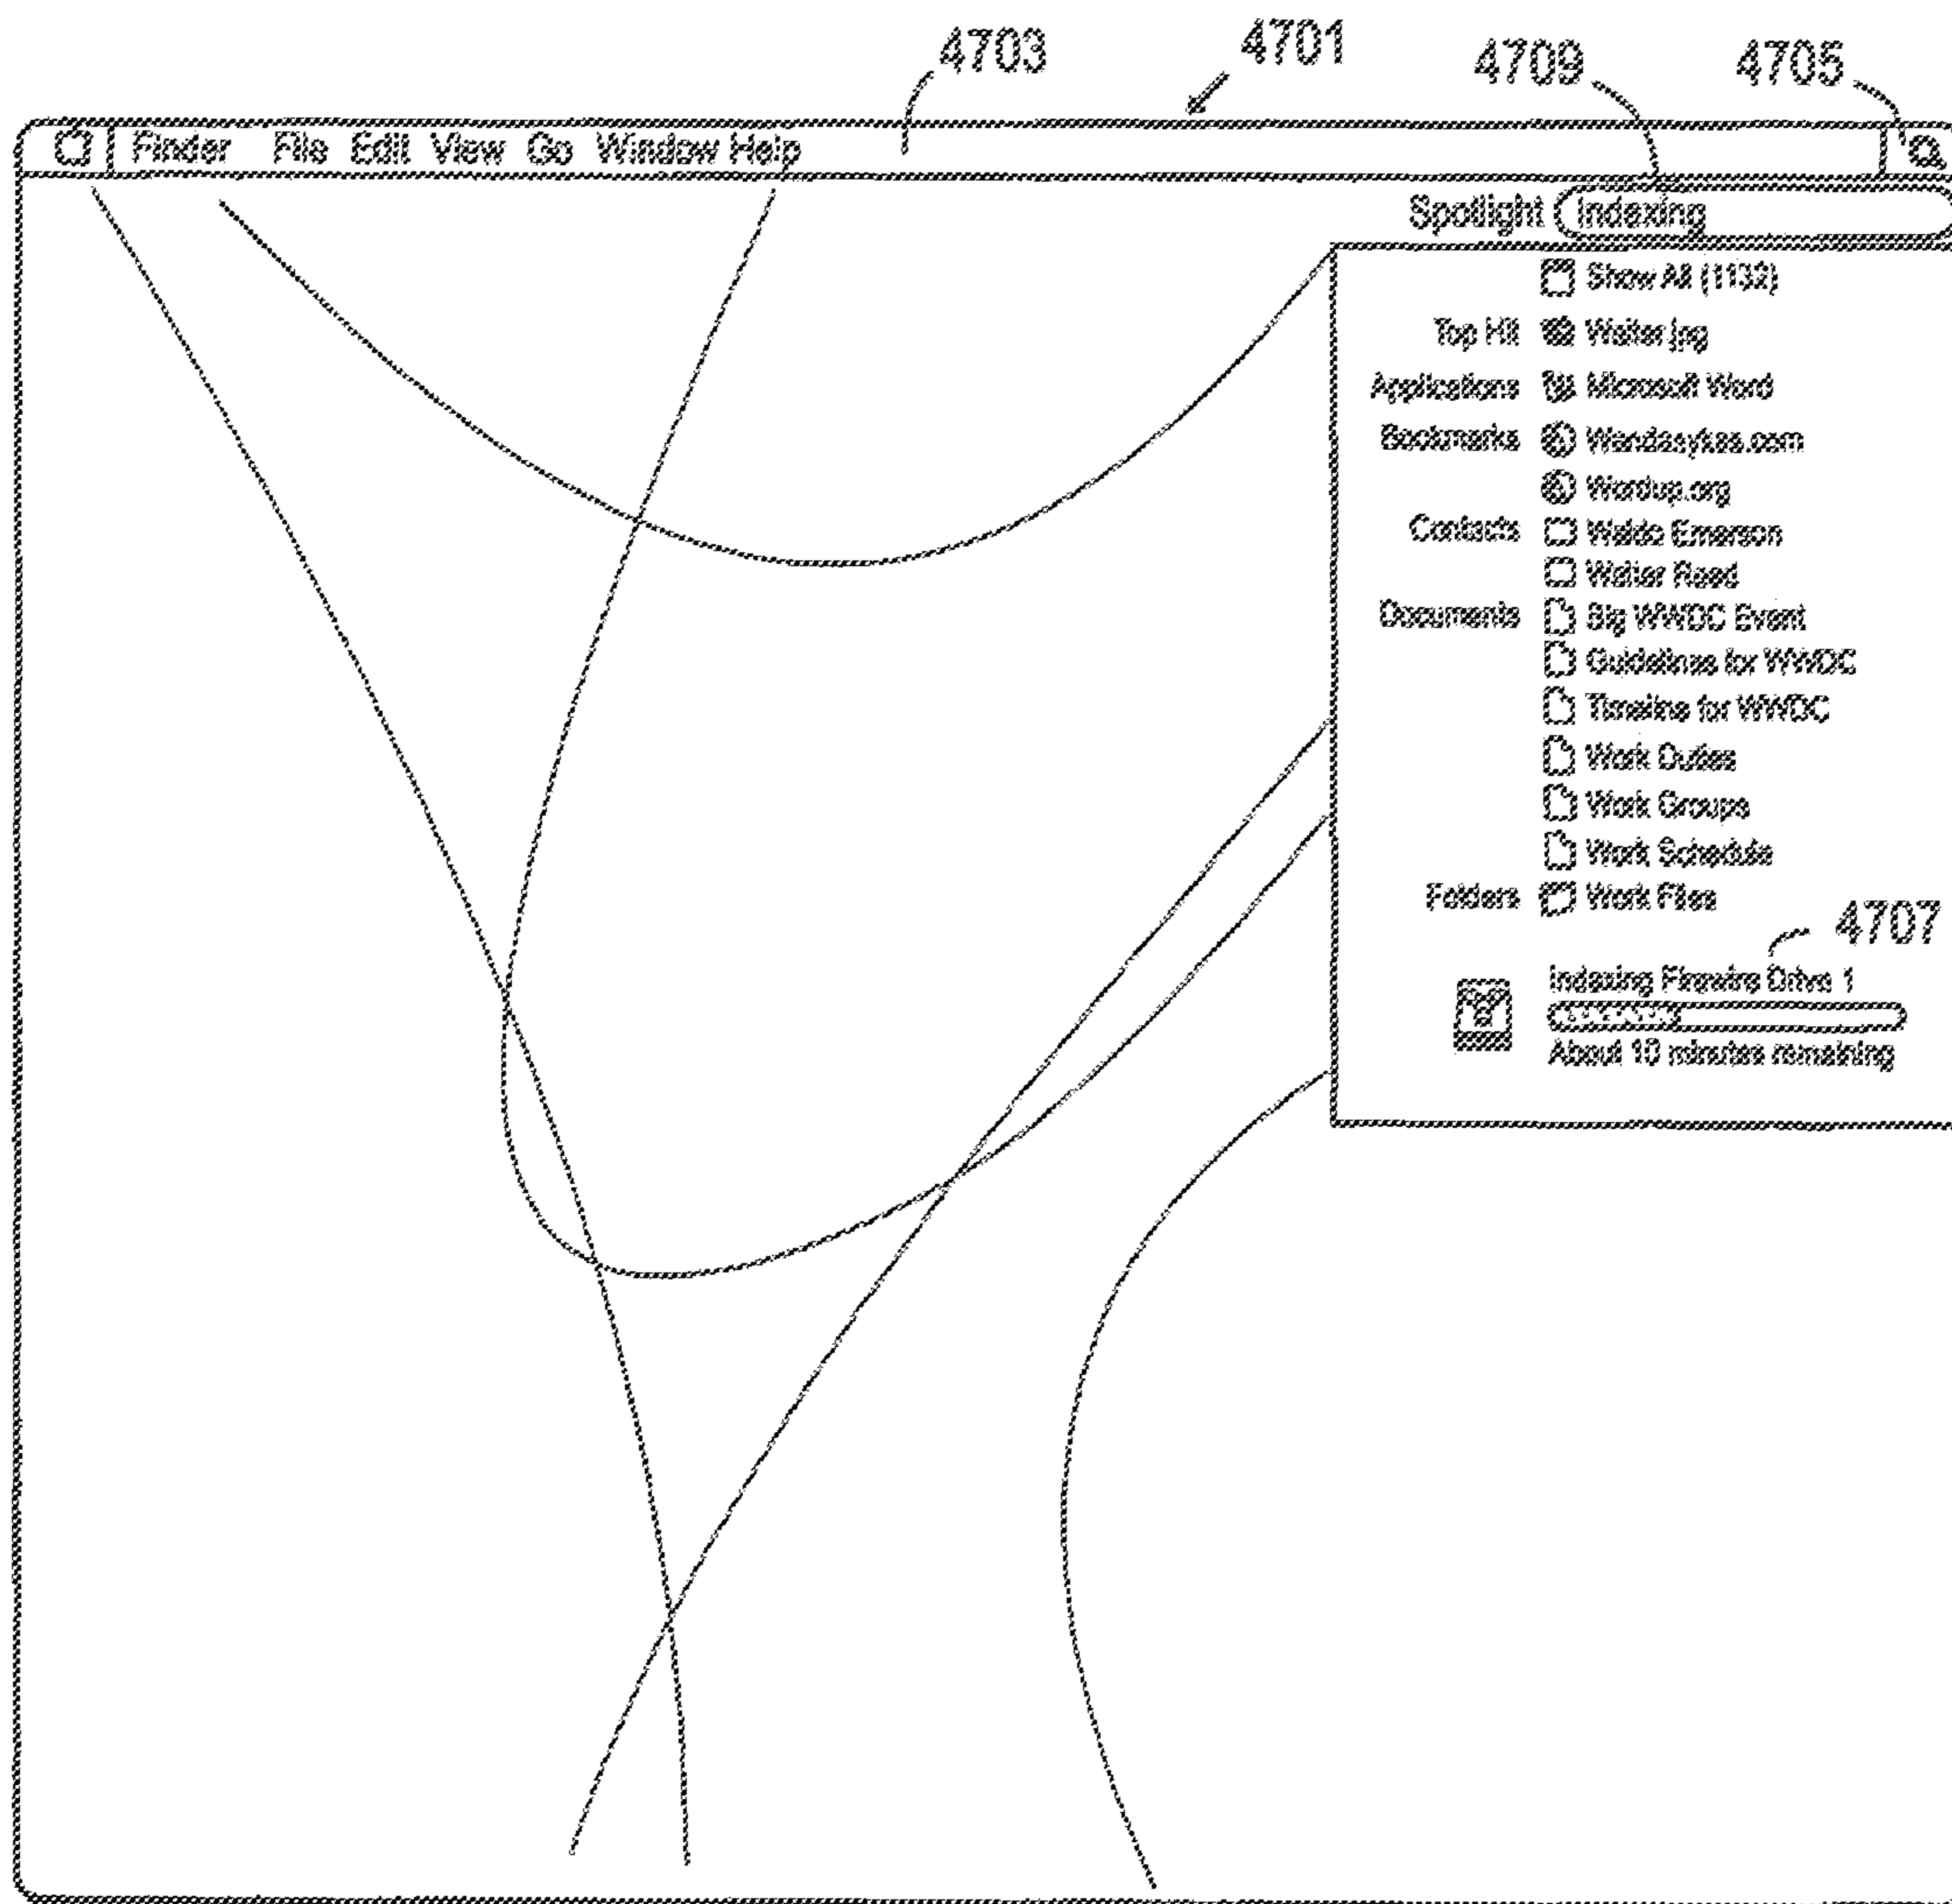 4703 4701 4709 4705
Finder File Edit View Go Window Help
Spotlight indexing
Show All (1132)
Top Hit Walter.jpg
Applications Microsoft Word
Bookmarks Wandasykes.com
Wordup.org
Contacts Waldo Emerson
Walter Reed
Documents Big WWDC Event
Guidelines for WWDC
Timeline for WWDC
Work Duties
Work Groups
Work Schedule
Folders Work Files
4707
Indexing Firewire Drive 1
About 10 minutes remaining